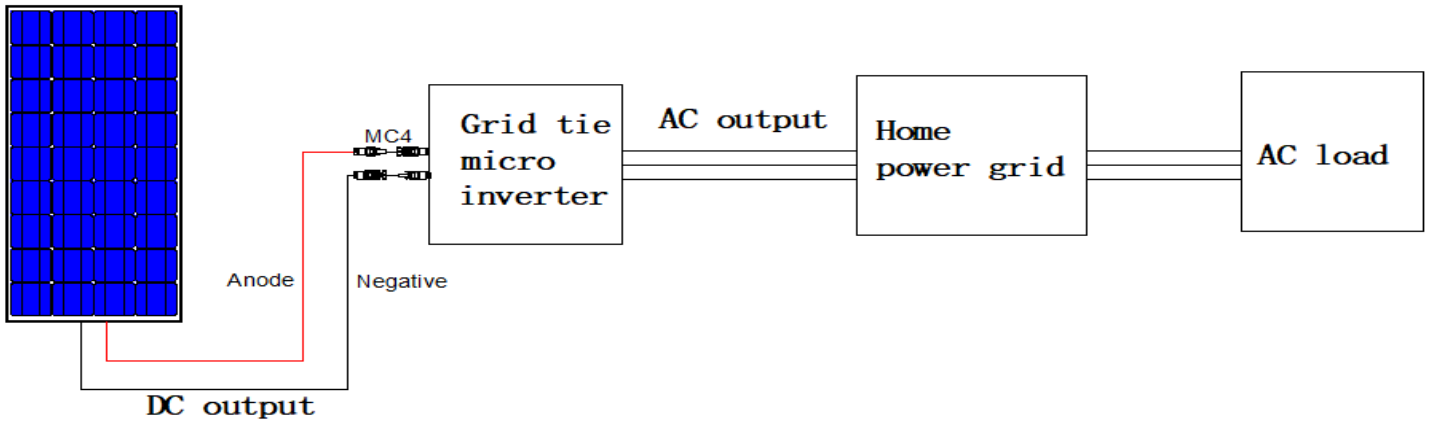 MC4
Grid tie
micro
inverter
AC output
Home
power grid
AC load
Anode
Negative
DC output